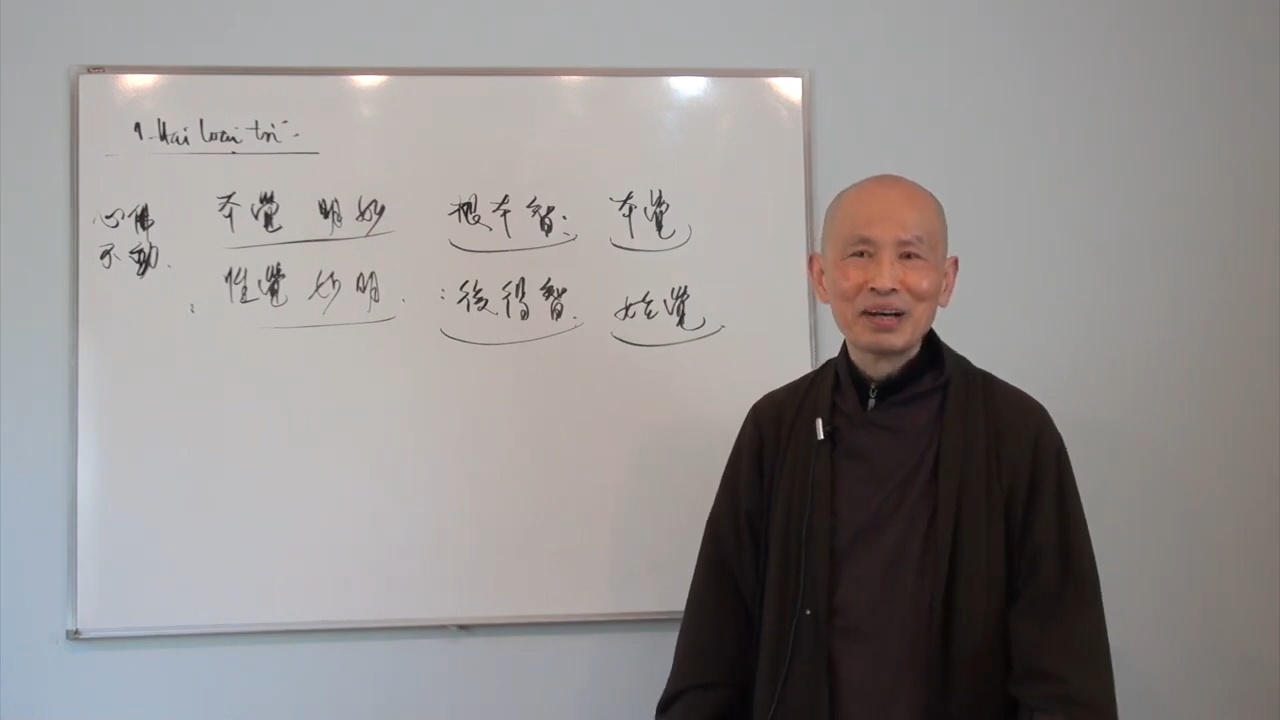 1. Hai loại trí.
心佛 本覺 明妙 根本智: 本覺
不動. : 性覺 妙明. : 後得智. 始覺.